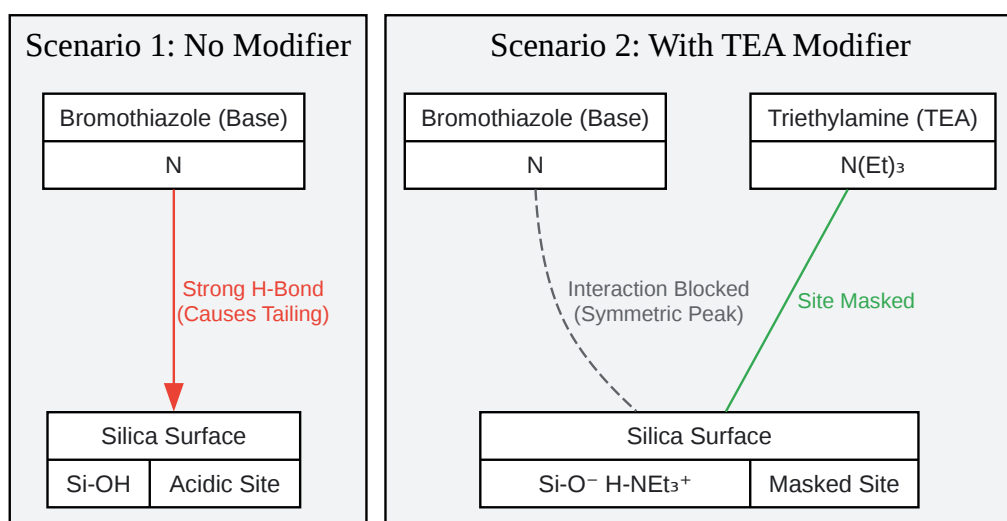 Scenario 1: No Modifier
Bromothiazole (Base)
N
Strong H-Bond
(Causes Tailing)
Silica Surface
Si-OH
Acidic Site
Scenario 2: With TEA Modifier
Bromothiazole (Base)
N
Triethylamine (TEA)
N(Et)₃
Interaction Blocked
(Symmetric Peak)
Site Masked
Silica Surface
Si-O⁻ H-NEt₃⁺
Masked Site